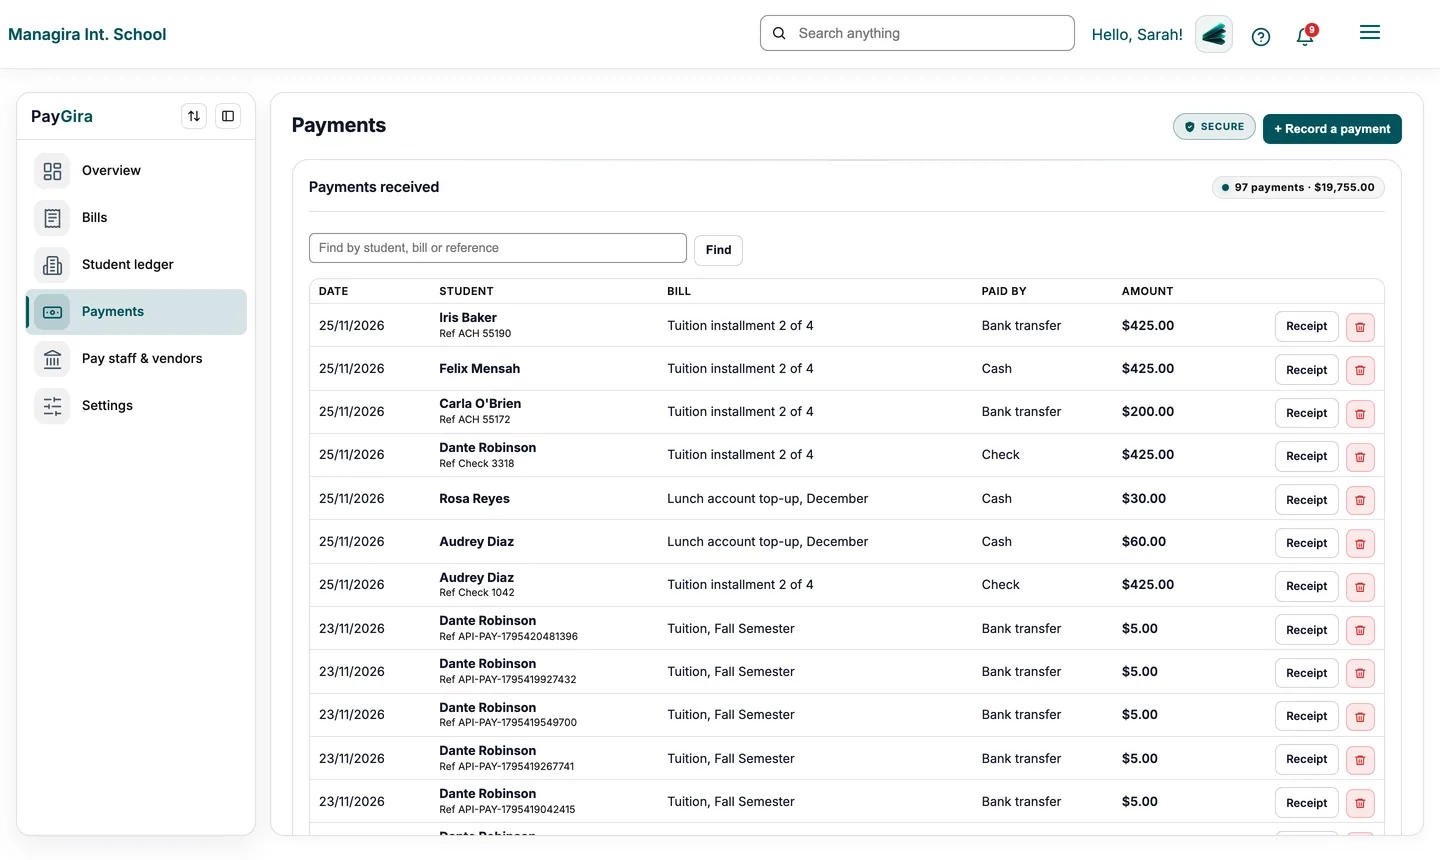 Managira Int. School
Search anything
Hello, Sarah!
9
PayGira
Overview
Bills
Student ledger
Payments
Pay staff & vendors
Settings
Payments
SECURE
+ Record a payment
Payments received
97 payments · $19,755.00
Find by student, bill or reference
Find
DATE STUDENT BILL PAID BY AMOUNT
25/11/2026 Iris Baker Tuition installment 2 of 4 Bank transfer $425.00 Receipt
Ref ACH 55190
25/11/2026 Felix Mensah Tuition installment 2 of 4 Cash $425.00 Receipt
25/11/2026 Carla O'Brien Tuition installment 2 of 4 Bank transfer $200.00 Receipt
Ref ACH 55172
25/11/2026 Dante Robinson Tuition installment 2 of 4 Check $425.00 Receipt
Ref Check 3318
25/11/2026 Rosa Reyes Lunch account top-up, December Cash $30.00 Receipt
25/11/2026 Audrey Diaz Lunch account top-up, December Cash $60.00 Receipt
25/11/2026 Audrey Diaz Tuition installment 2 of 4 Check $425.00 Receipt
Ref Check 1042
23/11/2026 Dante Robinson Tuition, Fall Semester Bank transfer $5.00 Receipt
Ref API-PAY-1795420481396
23/11/2026 Dante Robinson Tuition, Fall Semester Bank transfer $5.00 Receipt
Ref API-PAY-1795419927432
23/11/2026 Dante Robinson Tuition, Fall Semester Bank transfer $5.00 Receipt
Ref API-PAY-1795419549700
23/11/2026 Dante Robinson Tuition, Fall Semester Bank transfer $5.00 Receipt
Ref API-PAY-1795419267741
23/11/2026 Dante Robinson Tuition, Fall Semester Bank transfer $5.00 Receipt
Ref API-PAY-1795419042415